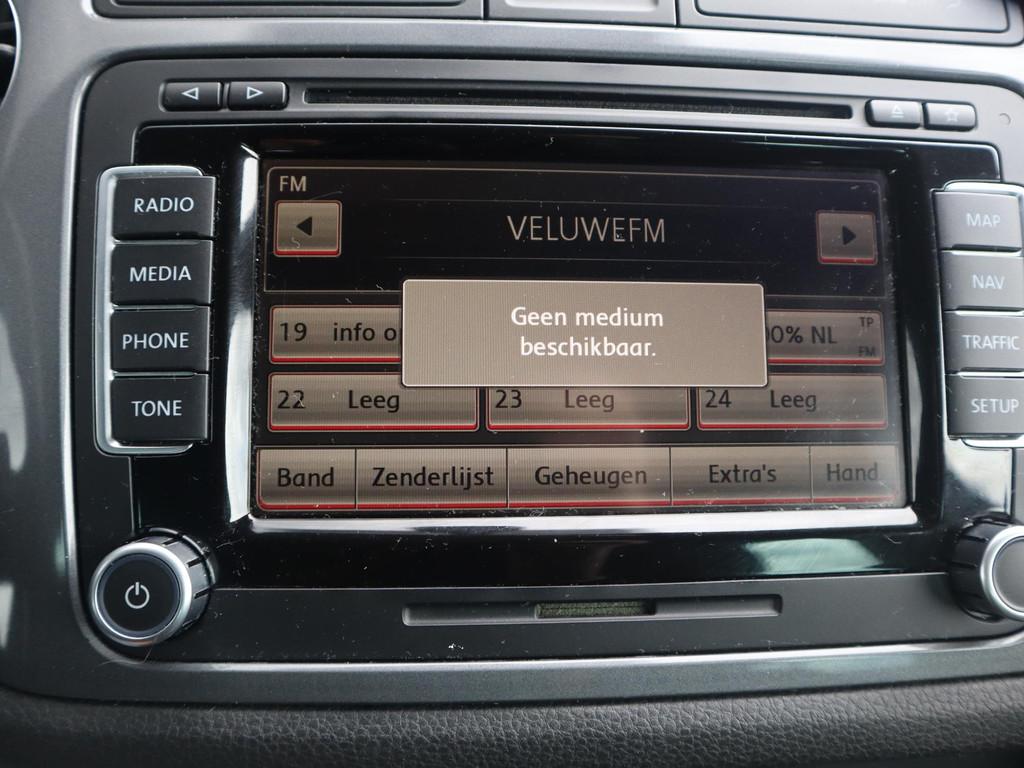 RADIO
MEDIA
PHONE
TONE
FM
VELUWEFM
19 info
Geen medium
beschikbaar.
NL
TP
FM
22 Leeg
23 Leeg
24 Leeg
Band
Zenderlijst
Geheugen
Extra's
Hand
MAP
NAV
TRAFFIC
SETUP